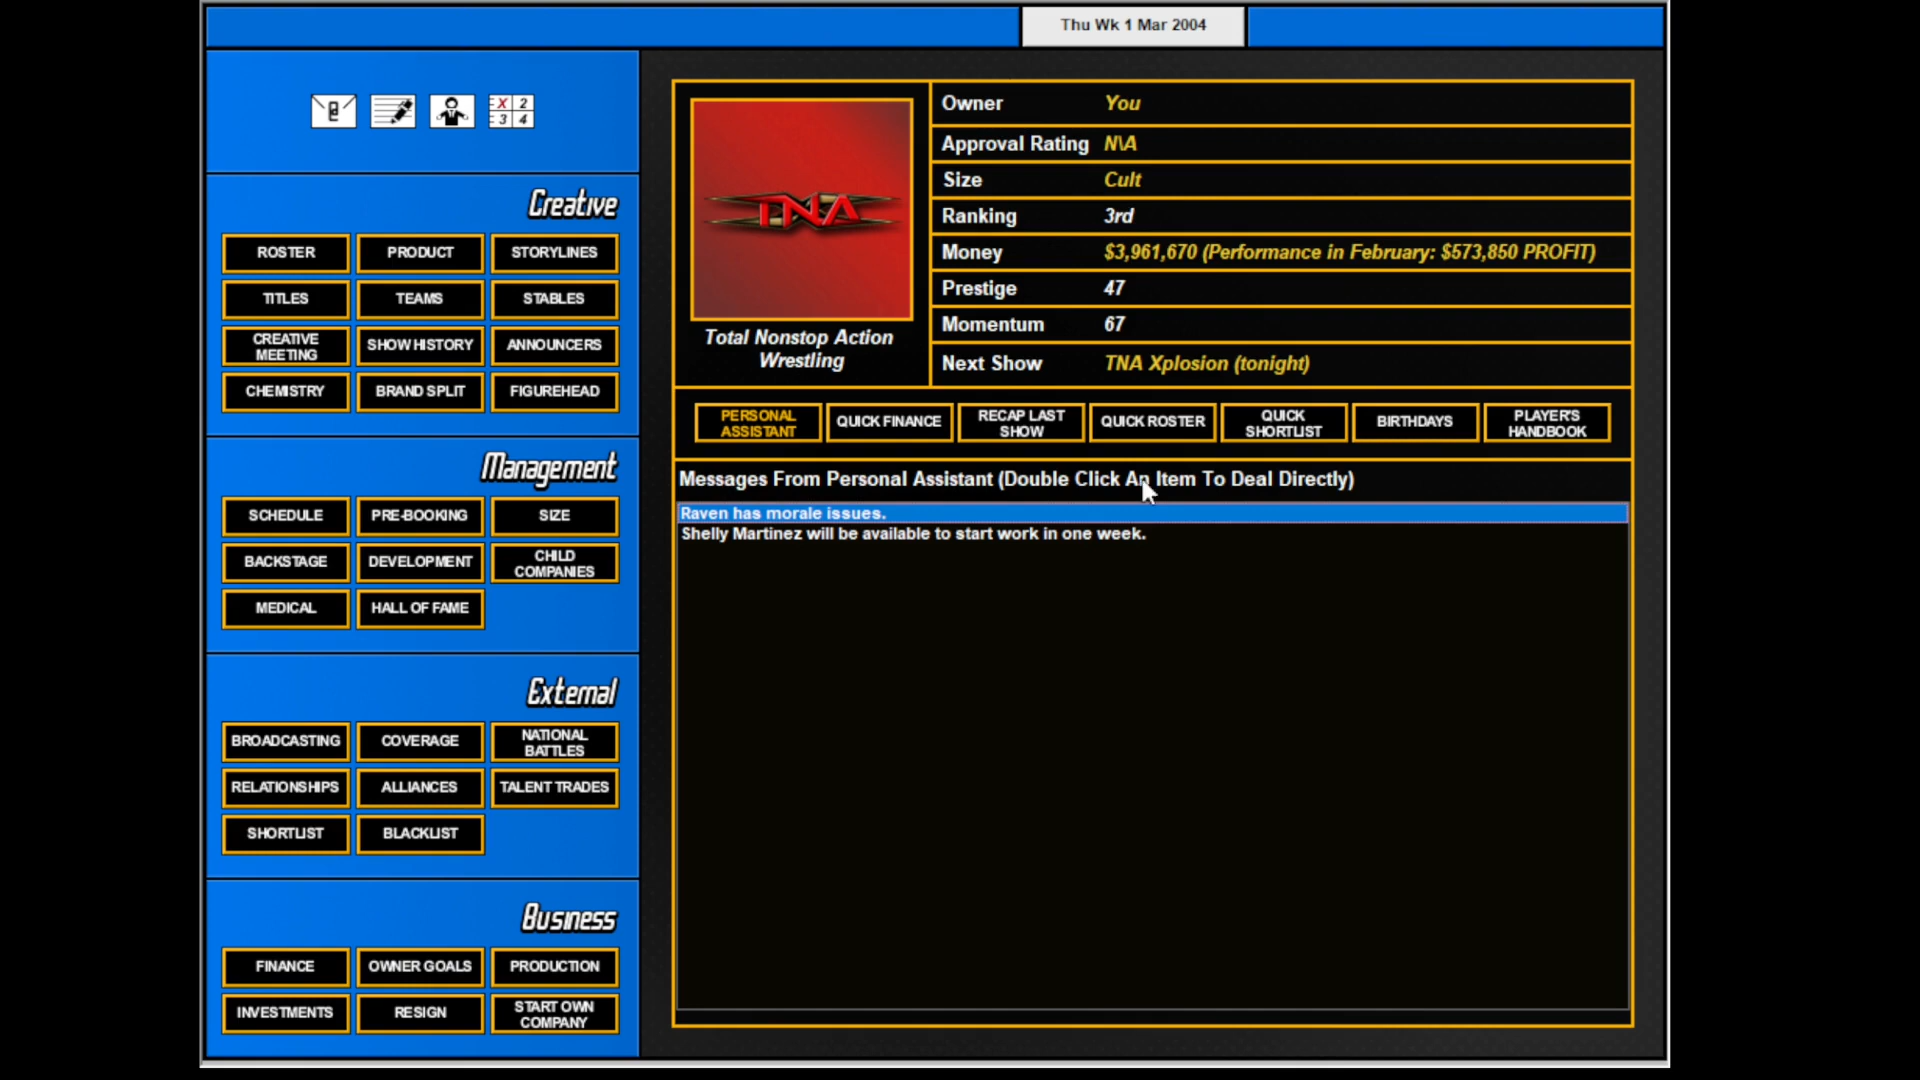 Thu Wk 1 Mar 2004
X 2
3 4
Creative
ROSTER
PRODUCT
STORYLINES
TITLES
TEAMS
STABLES
CREATIVE
MEETING
SHOW HISTORY
ANNOUNCERS
CHEMISTRY
BRAND SPLIT
FIGUREHEAD
Management
SCHEDULE
PRE-BOOKING
SIZE
BACKSTAGE
DEVELOPMENT
CHILD
COMPANIES
MEDICAL
HALL OF FAME
External
BROADCASTING
COVERAGE
NATIONAL
BATTLES
RELATIONSHIPS
ALLIANCES
TALENT TRADES
SHORTLIST
BLACKLIST
Business
FINANCE
OWNER GOALS
PRODUCTION
INVESTMENTS
RESIGN
START OWN
COMPANY
TNA
Total Nonstop Action
Wrestling
Owner You
Approval Rating N\A
Size Cult
Ranking 3rd
Money $3,961,670 (Performance in February: $573,850 PROFIT)
Prestige 47
Momentum 67
Next Show TNA Xplosion (tonight)
PERSONAL
ASSISTANT
QUICK FINANCE
RECAP LAST
SHOW
QUICK ROSTER
QUICK
SHORTLIST
BIRTHDAYS
PLAYER'S
HANDBOOK
Messages From Personal Assistant (Double Click An Item To Deal Directly)
Raven has morale issues.
Shelly Martinez will be available to start work in one week.